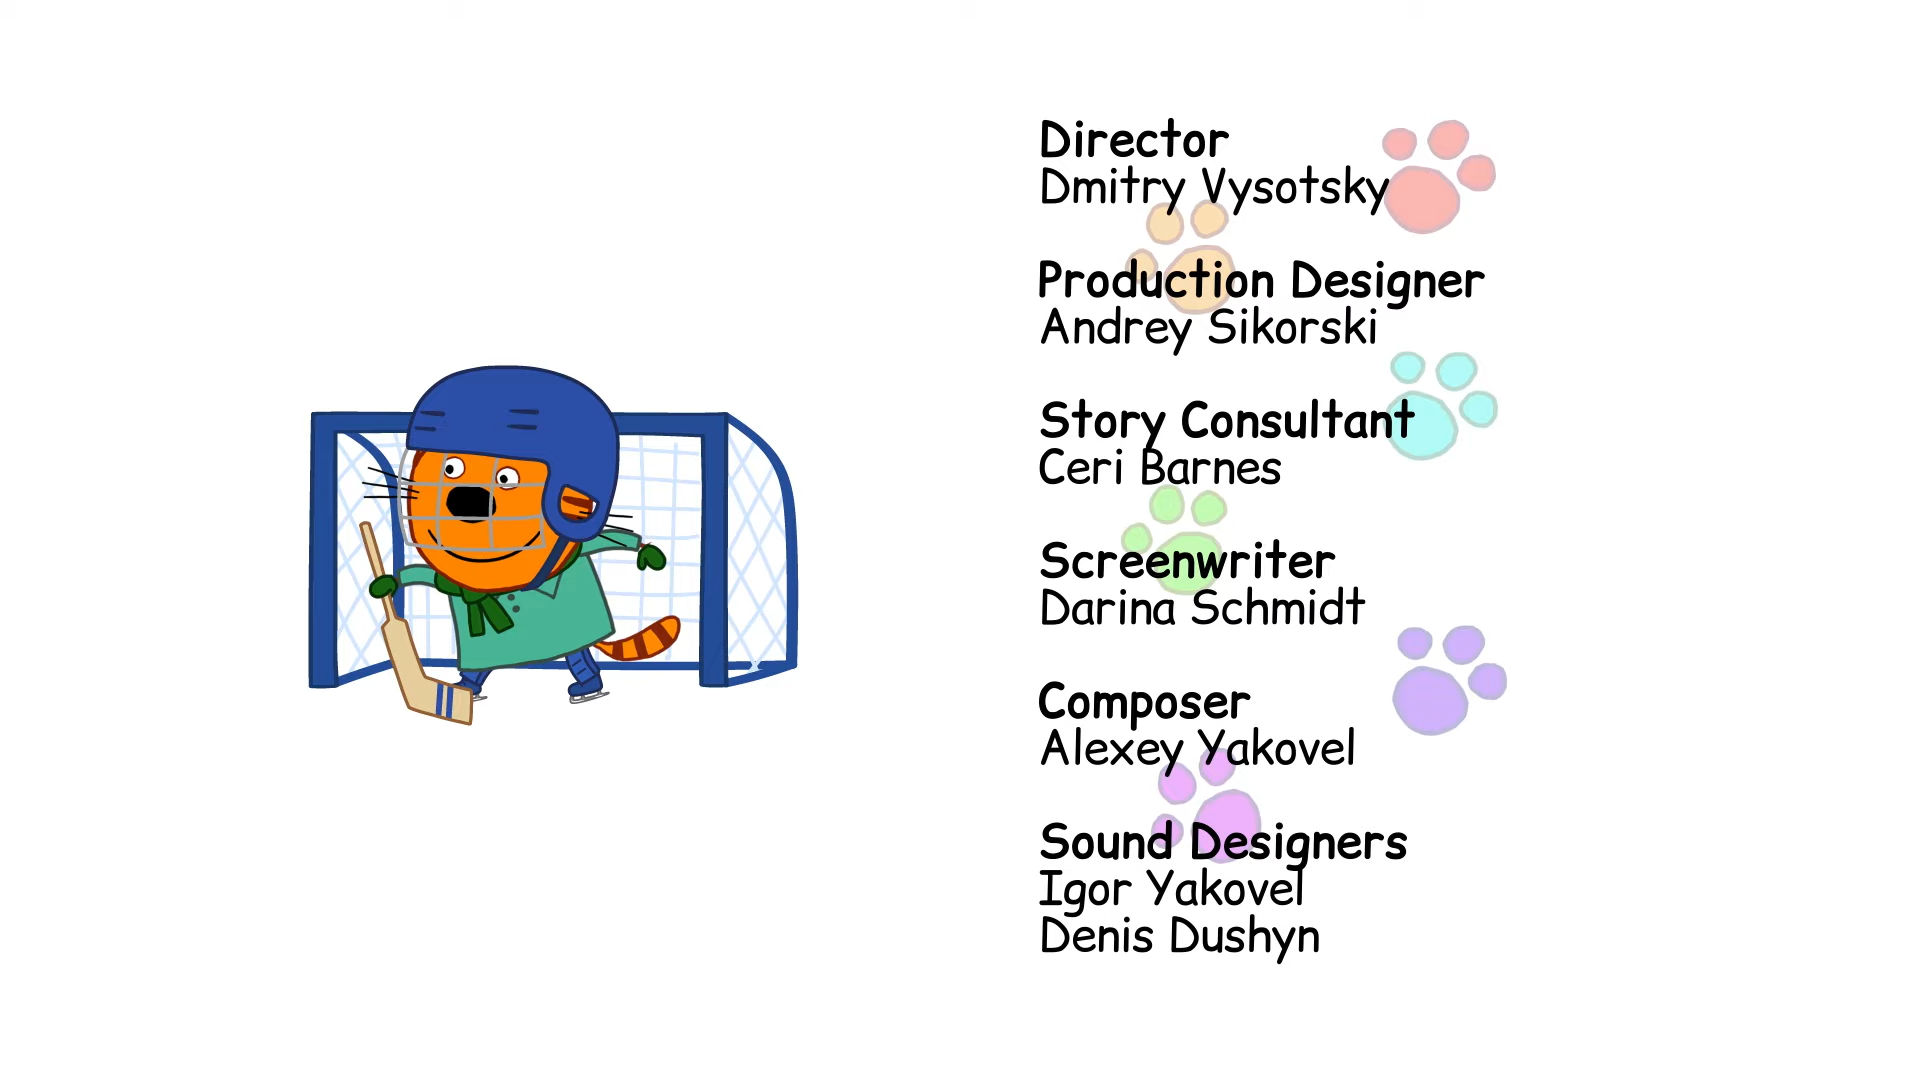 Director
Dmitry Vysotsky
Production Designer
Andrey Sikorski
Story Consultant
Ceri Barnes
Screenwriter
Darina Schmidt
Composer
Alexey Yakovel
Sound Designers
Igor Yakovel
Denis Dushyn